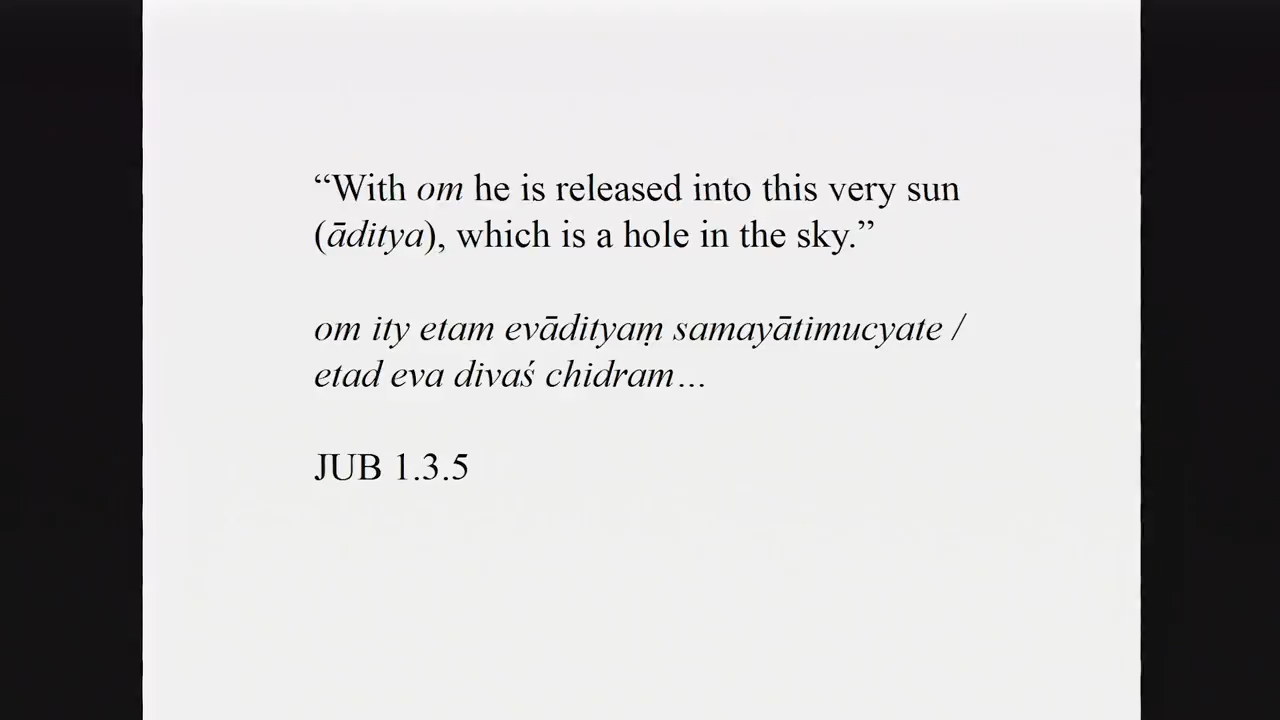 “With om he is released into this very sun
(āditya), which is a hole in the sky.”
om ity etam evādityaṃ samayātimucyate /
etad eva divaś chidram…
JUB 1.3.5